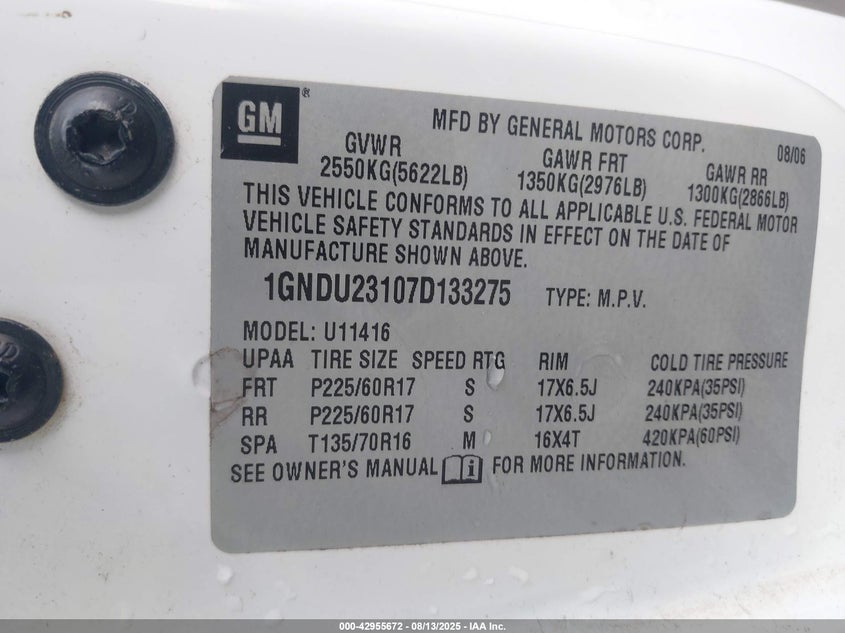 GM ®
MFD BY GENERAL MOTORS CORP. 08/06
GVWR GAWR FRT GAWR RR
2550KG(5622LB) 1350KG(2976LB) 1300KG(2866LB)
THIS VEHICLE CONFORMS TO ALL APPLICABLE U.S. FEDERAL MOTOR
VEHICLE SAFETY STANDARDS IN EFFECT ON THE DATE OF
MANUFACTURE SHOWN ABOVE.
1GNDU23107D133275 TYPE: M.P.V.
MODEL: U11416
UPAA TIRE SIZE SPEED RTG RIM COLD TIRE PRESSURE
FRT P225/60R17 S 17X6.5J 240KPA(35PSI)
RR P225/60R17 S 17X6.5J 240KPA(35PSI)
SPA T135/70R16 M 16X4T 420KPA(60PSI)
SEE OWNER'S MANUAL i FOR MORE INFORMATION.
000-42955672 - 08/13/2025 - IAA Inc.